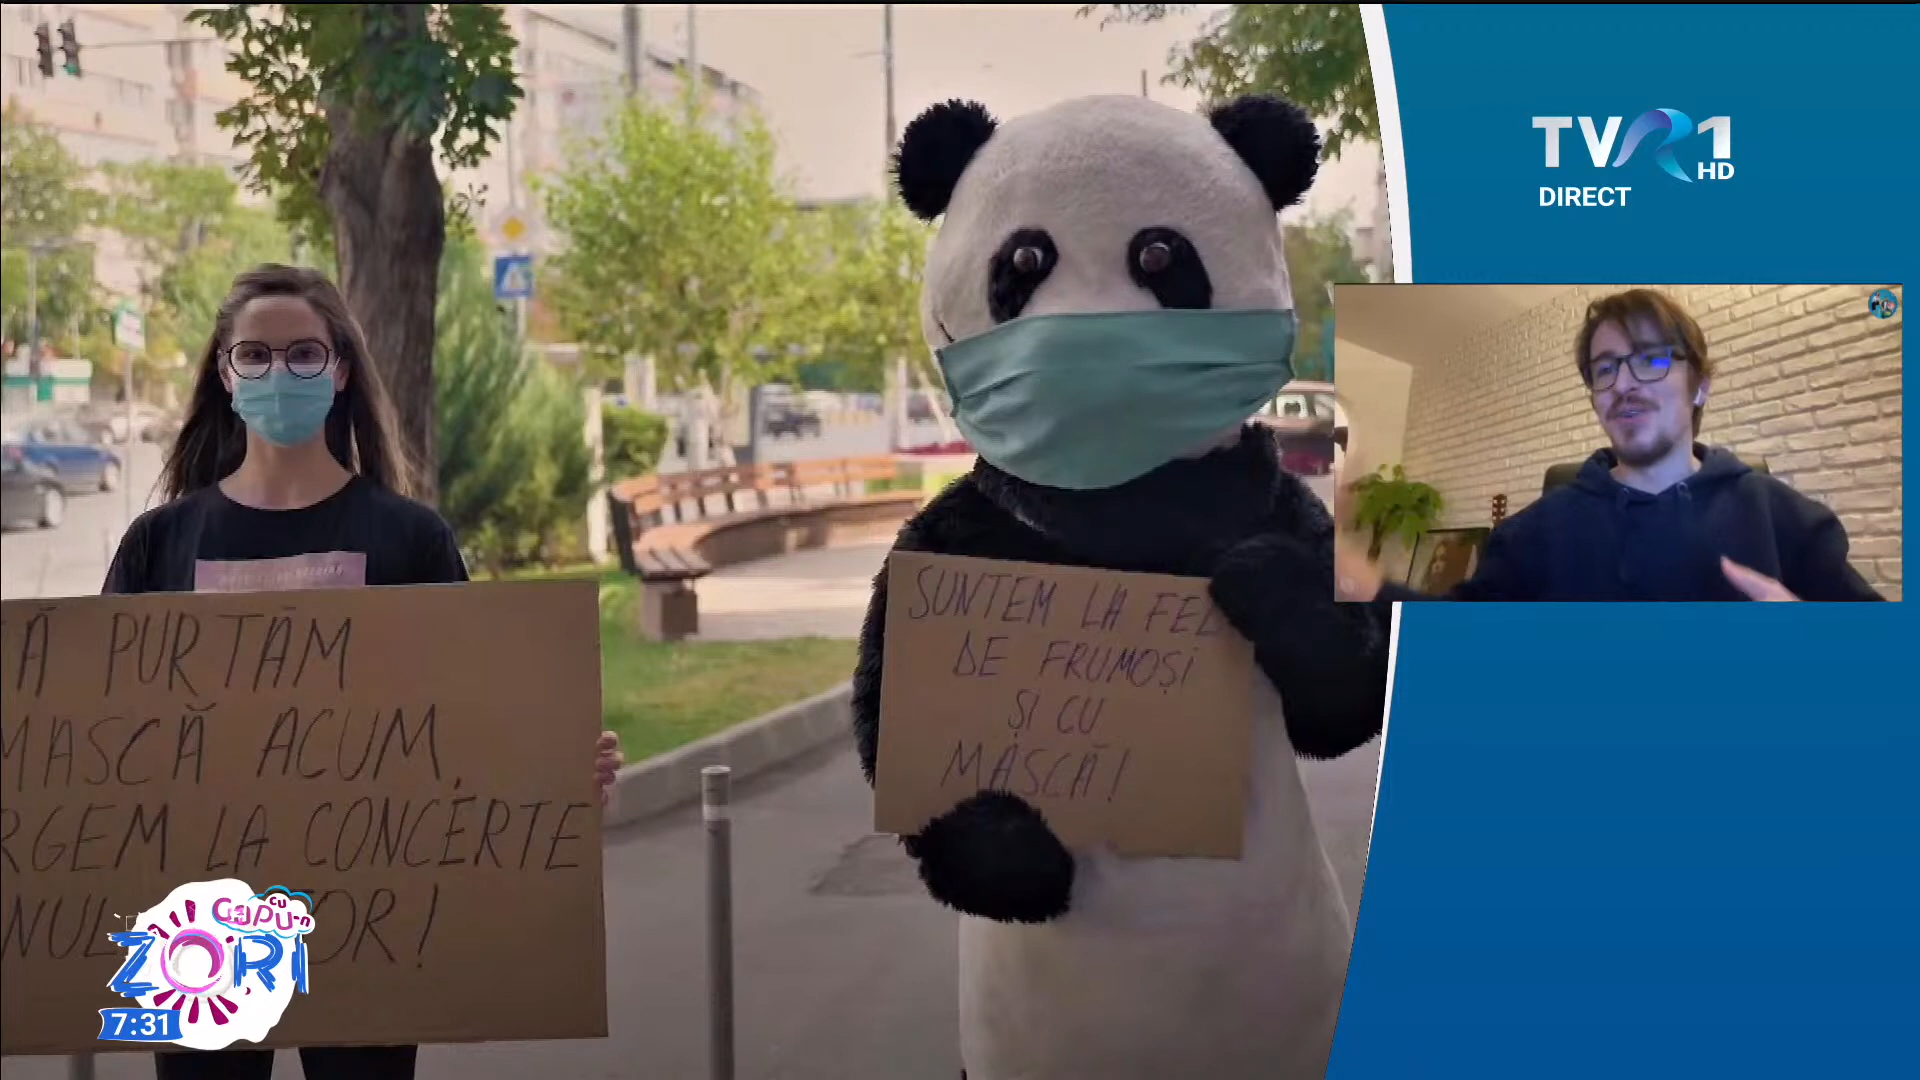 TVR1
HD
DIRECT
Ă PURTĂM
MASCĂ ACUM,
RGEM LA CONCERTE
SUNTEM LA FEL
DE FRUMOȘI
ȘI CU
MASCĂ!
cu
Capu-n
ZORI
7:31